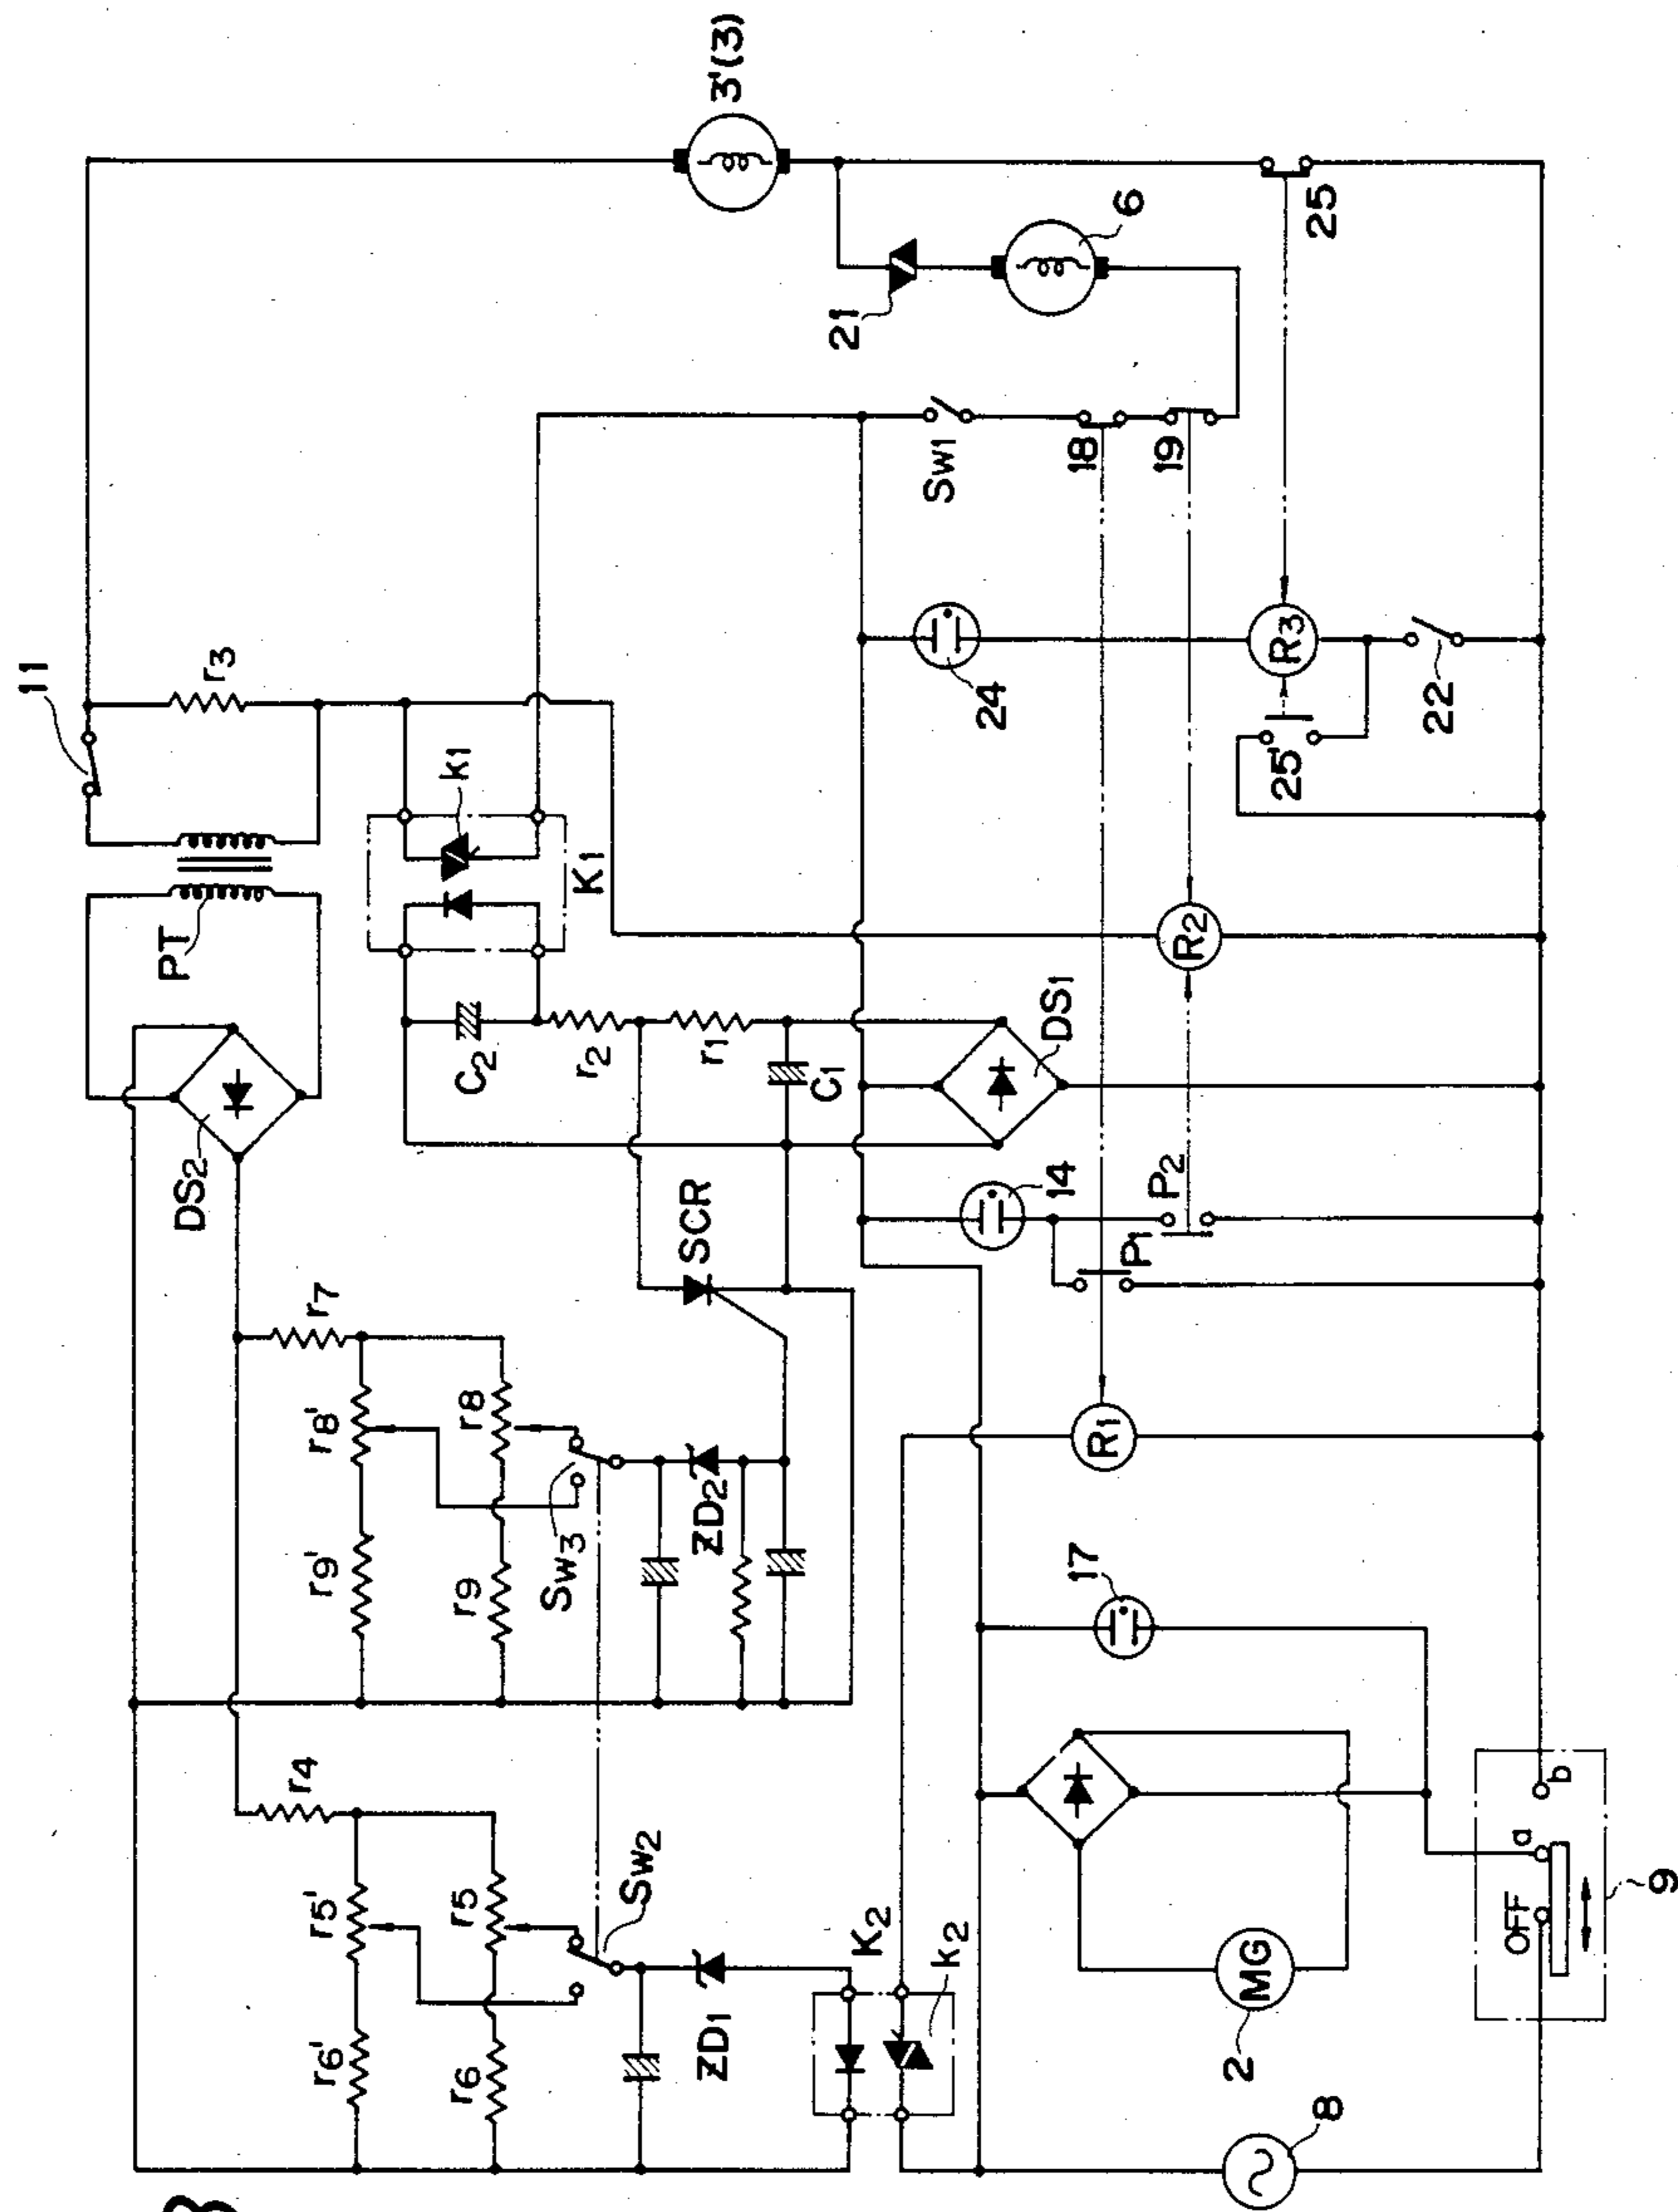 11
r3
3'(3)
PT
k1
K1
DS2
C2
r2
r1
C1
DS1
6
21
Sw1
18
19
25
24
R3
25'
22
R2
14
P2
P1
SCR
r7
r8'
r8
r9'
r9
Sw3
ZD2
R1
17
r4
r5'
r5
r6'
r6
Sw2
ZD1
K2
k2
MG
2
8
OFF
a
b
9
8